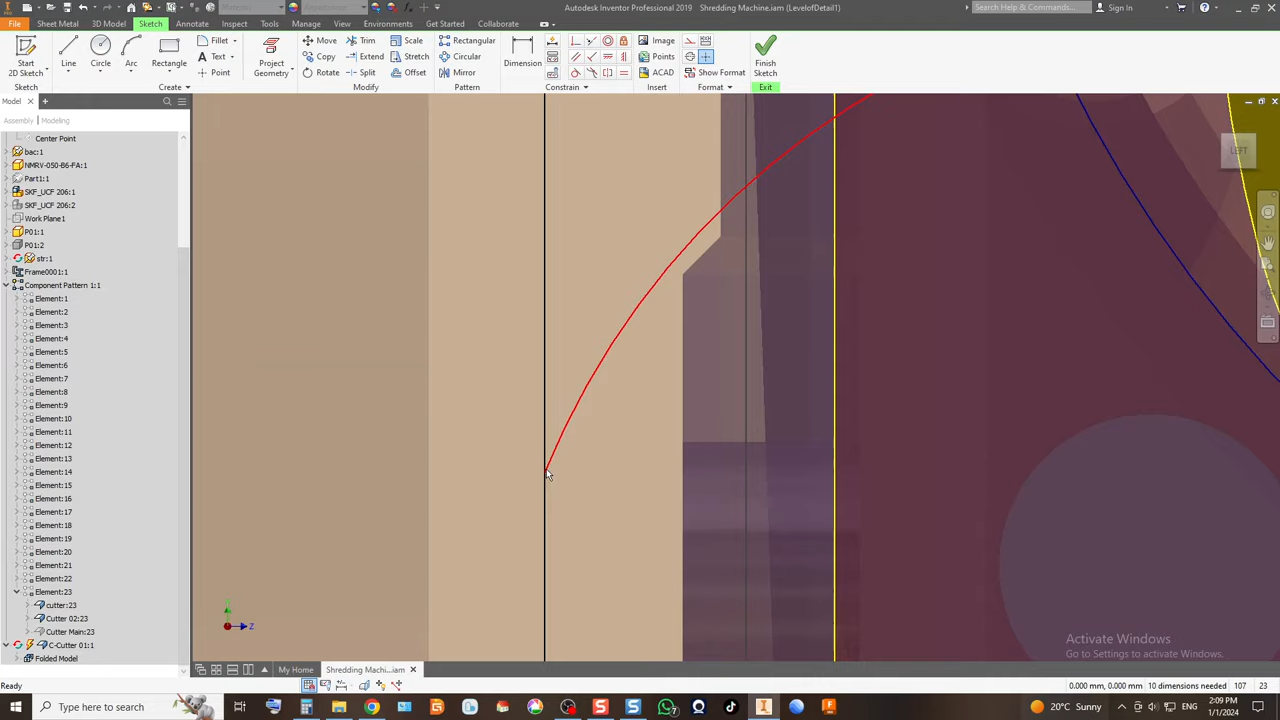 Autodesk Inventor Professional 2019 Shredding Machine.iam (LevelofDetail1)
Search Help & Commands... Sign In
File Sheet Metal 3D Model Sketch Annotate Inspect Tools Manage View Environments Get Started Collaborate
Start
2D Sketch
Line Circle Arc Rectangle
Fillet
Text
Point
Project
Geometry
Move Trim Scale
Copy Extend Stretch
Rotate Split Offset
Rectangular
Circular
Mirror
Dimension
Image
Points
ACAD
Show Format
Finish
Sketch
Sketch Create Modify Pattern Constrain Insert Format Exit
Model
Assembly Modeling
Center Point
bac:1
NMRV-050-B6-FA:1
Part1:1
SKF_UCF 206:1
SKF_UCF 206:2
Work Plane1
P01:1
P01:2
str:1
Frame0001:1
Component Pattern 1:1
Element:1
Element:2
Element:3
Element:4
Element:5
Element:6
Element:7
Element:8
Element:9
Element:10
Element:11
Element:12
Element:13
Element:14
Element:15
Element:16
Element:17
Element:18
Element:19
Element:20
Element:21
Element:22
Element:23
cutter:23
Cutter 02:23
Cutter Main:23
C-Cutter 01:1
Folded Model
LEFT
Z
Activate Windows
Go to Settings to activate Windows.
My Home Shredding Machi...iam
Ready
0.000 mm, 0.000 mm 10 dimensions needed 107 23
Type here to search
20°C Sunny
ENG
2:09 PM
1/1/2024